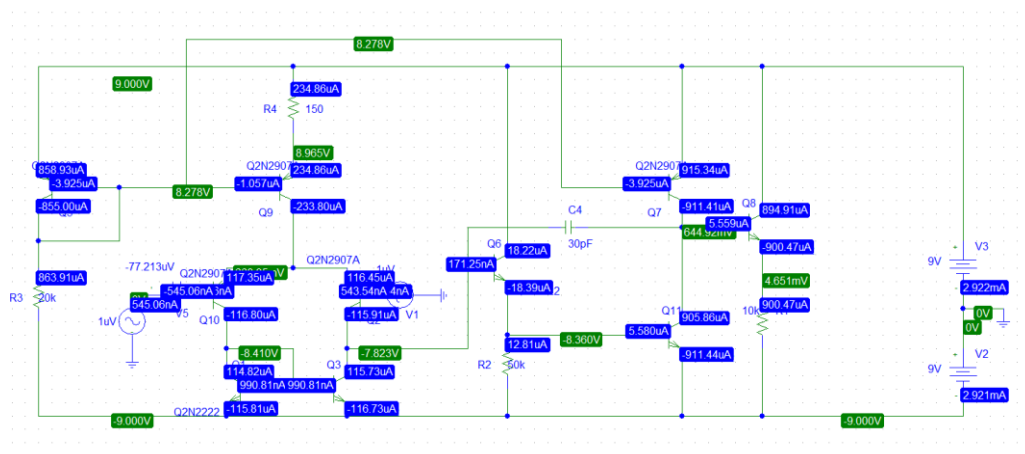 8.278V
9.000V
234.86uA
R4
150
8.965V
858.93uA
-3.925uA
-855.00uA
8.278V
234.86uA
-1.057uA
-233.80uA
Q9
Q2N2907A
915.34uA
-3.925uA
-911.41uA
Q7
C4
30pF
644.92mV
Q8
894.91uA
5.559uA
-900.47uA
V3
9V
2.922mA
0V
0V
4.651mV
900.47uA
Q6
18.22uA
171.25nA
-18.39uA
863.91uA
R3
20k
-77.213uV
117.35uA
-545.06nA
545.06nA
V5
1uV
-116.80uA
Q10
Q2N2907A
116.45uA
543.54nA
-115.91uA
V1
-8.410V
-7.823V
12.81uA
R2
-8.360V
Q11
905.86uA
5.580uA
-911.44uA
V2
9V
2.921mA
114.82uA
990.81nA
990.81nA
Q3
115.73uA
-115.81uA
-116.73uA
Q2N2222
-9.000V
-9.000V